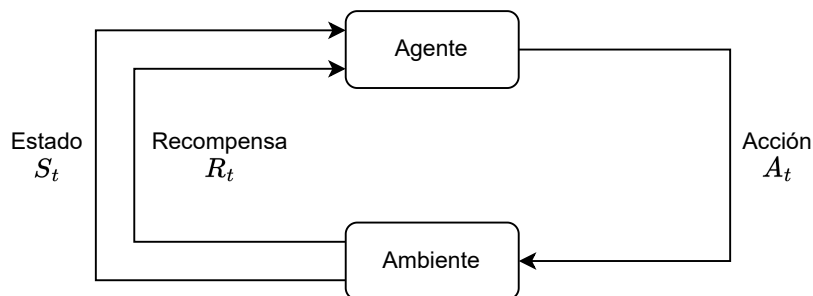 Agente
Estado
S_t
Recompensa
R_t
Acción
A_t
Ambiente